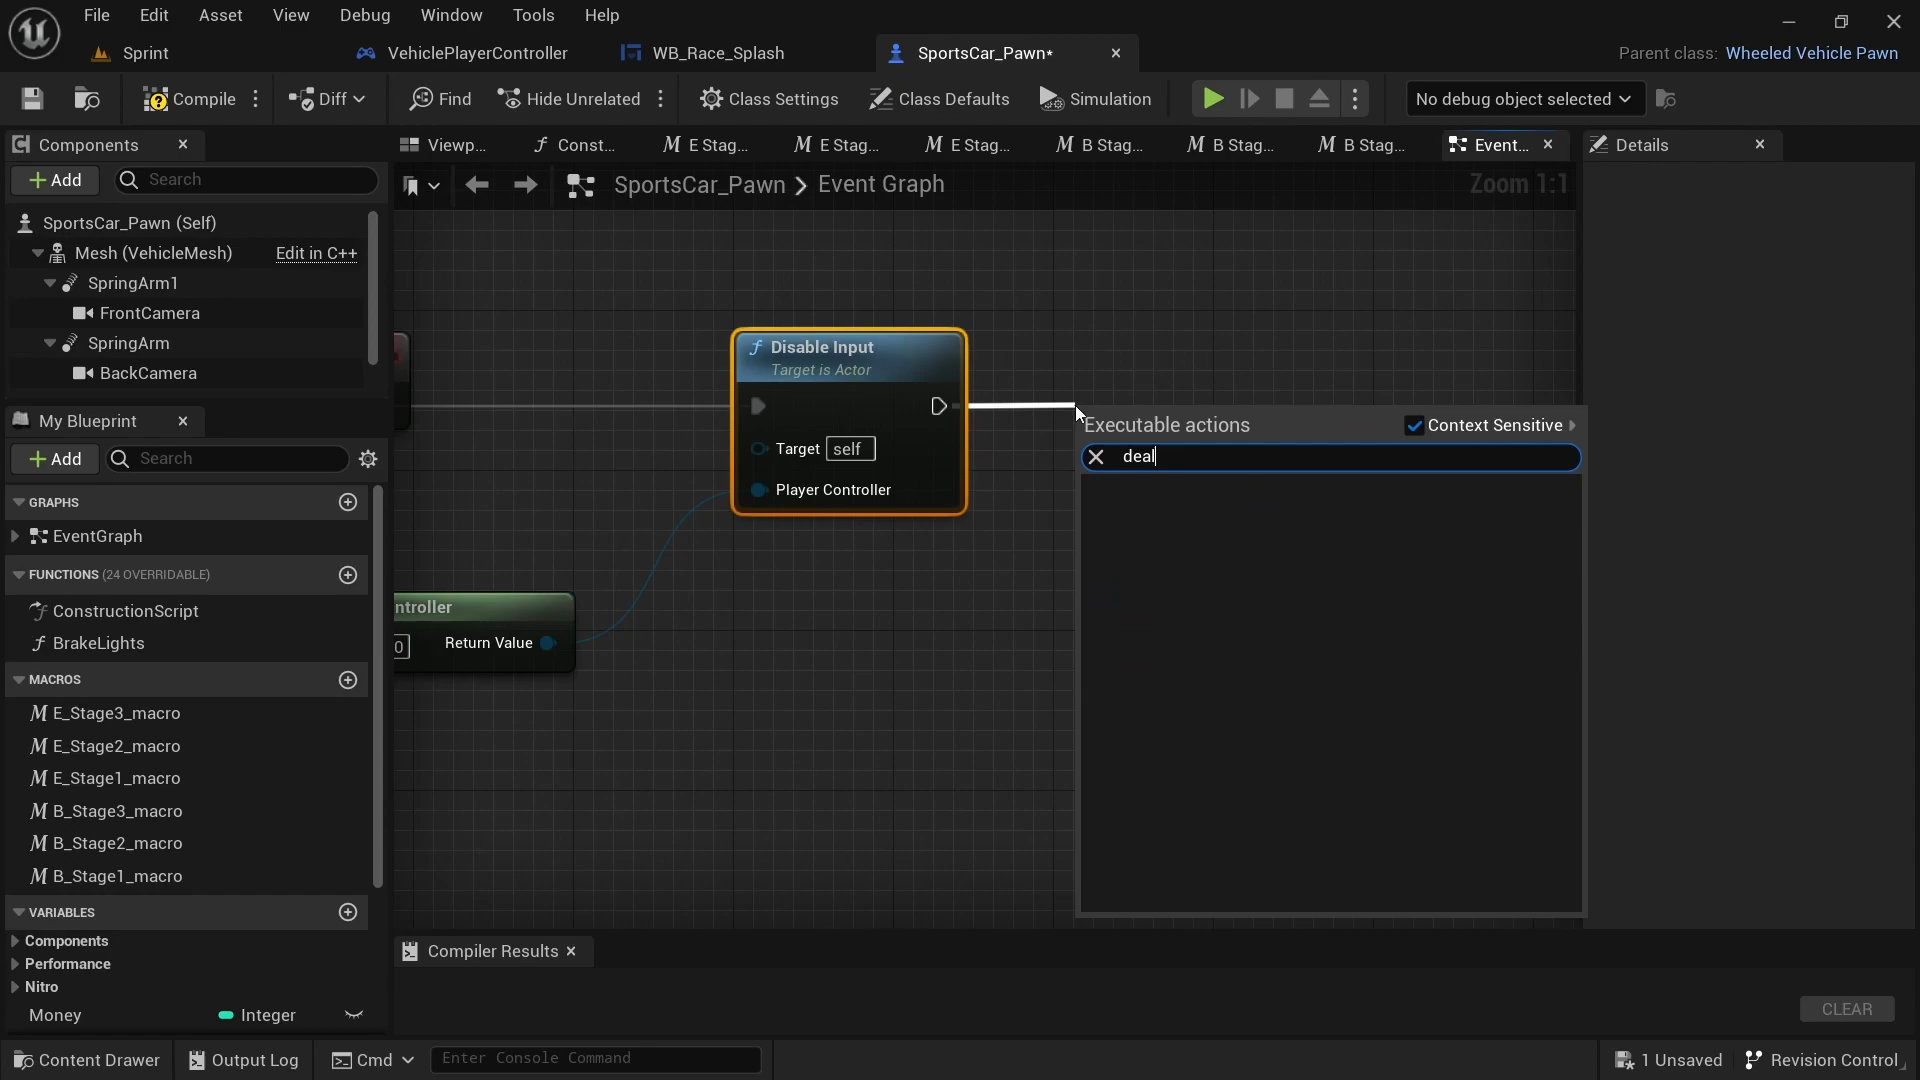 File Edit Asset View Debug Window Tools Help
Sprint VehiclePlayerController WB_Race_Splash SportsCar_Pawn* Parent class: Wheeled Vehicle Pawn
Compile Diff Find Hide Unrelated Class Settings Class Defaults Simulation No debug object selected
Components Viewp... Const... E Stag... E Stag... E Stag... B Stag... B Stag... B Stag... Event... Details
Add Search SportsCar_Pawn > Event Graph Zoom 1:1
SportsCar_Pawn (Self)
Mesh (VehicleMesh) Edit in C++
SpringArm1
FrontCamera
SpringArm
BackCamera
Disable Input
Target is Actor
Target self
Player Controller
ntroller
0 Return Value
Executable actions Context Sensitive
deal
My Blueprint
Add Search
GRAPHS
EventGraph
FUNCTIONS (24 OVERRIDABLE)
ConstructionScript
BrakeLights
MACROS
E_Stage3_macro
E_Stage2_macro
E_Stage1_macro
B_Stage3_macro
B_Stage2_macro
B_Stage1_macro
VARIABLES
Components
Performance
Nitro
Money Integer
Compiler Results
CLEAR
Content Drawer Output Log Cmd Enter Console Command 1 Unsaved Revision Control